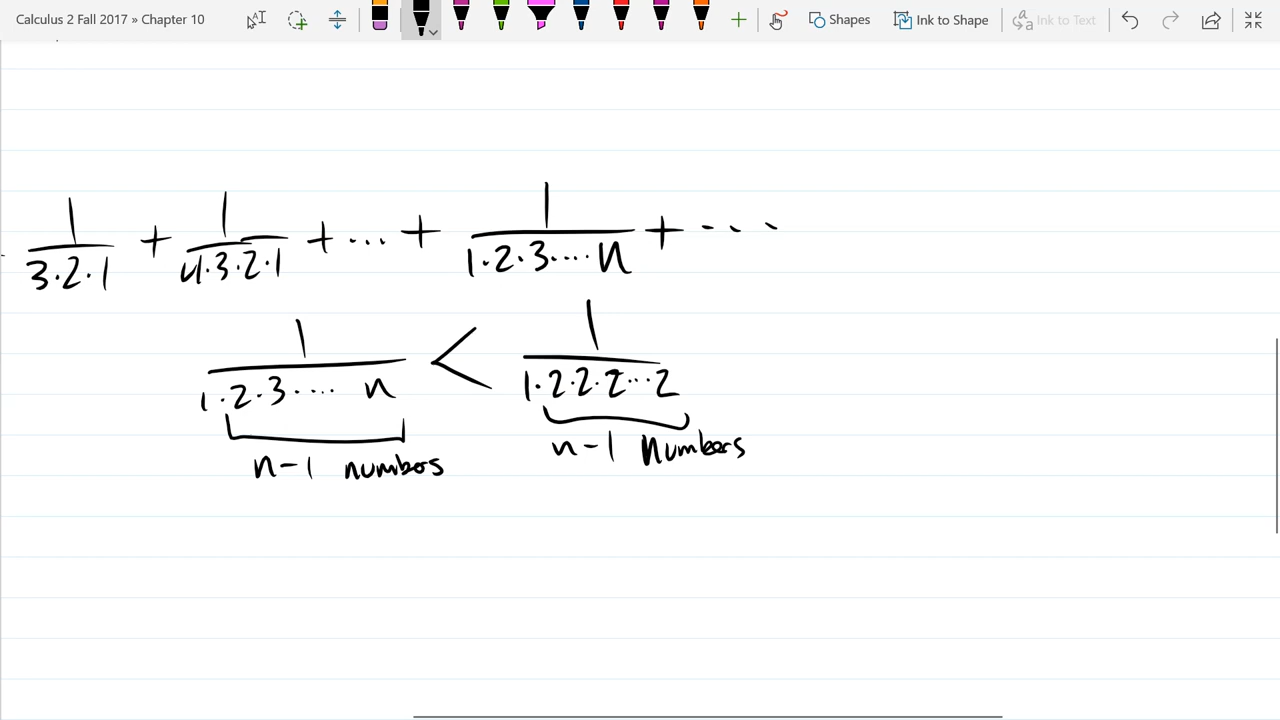 Calculus 2 Fall 2017 » Chapter 10 Shapes Ink to Shape Ink to Text
1/(3·2·1) + 1/(4·3·2·1) + ... + 1/(1·2·3····n) + ---
1/(1·2·3···· n) < 1/(1·2·2·2···2)
n-1 numbers n-1 Numbers